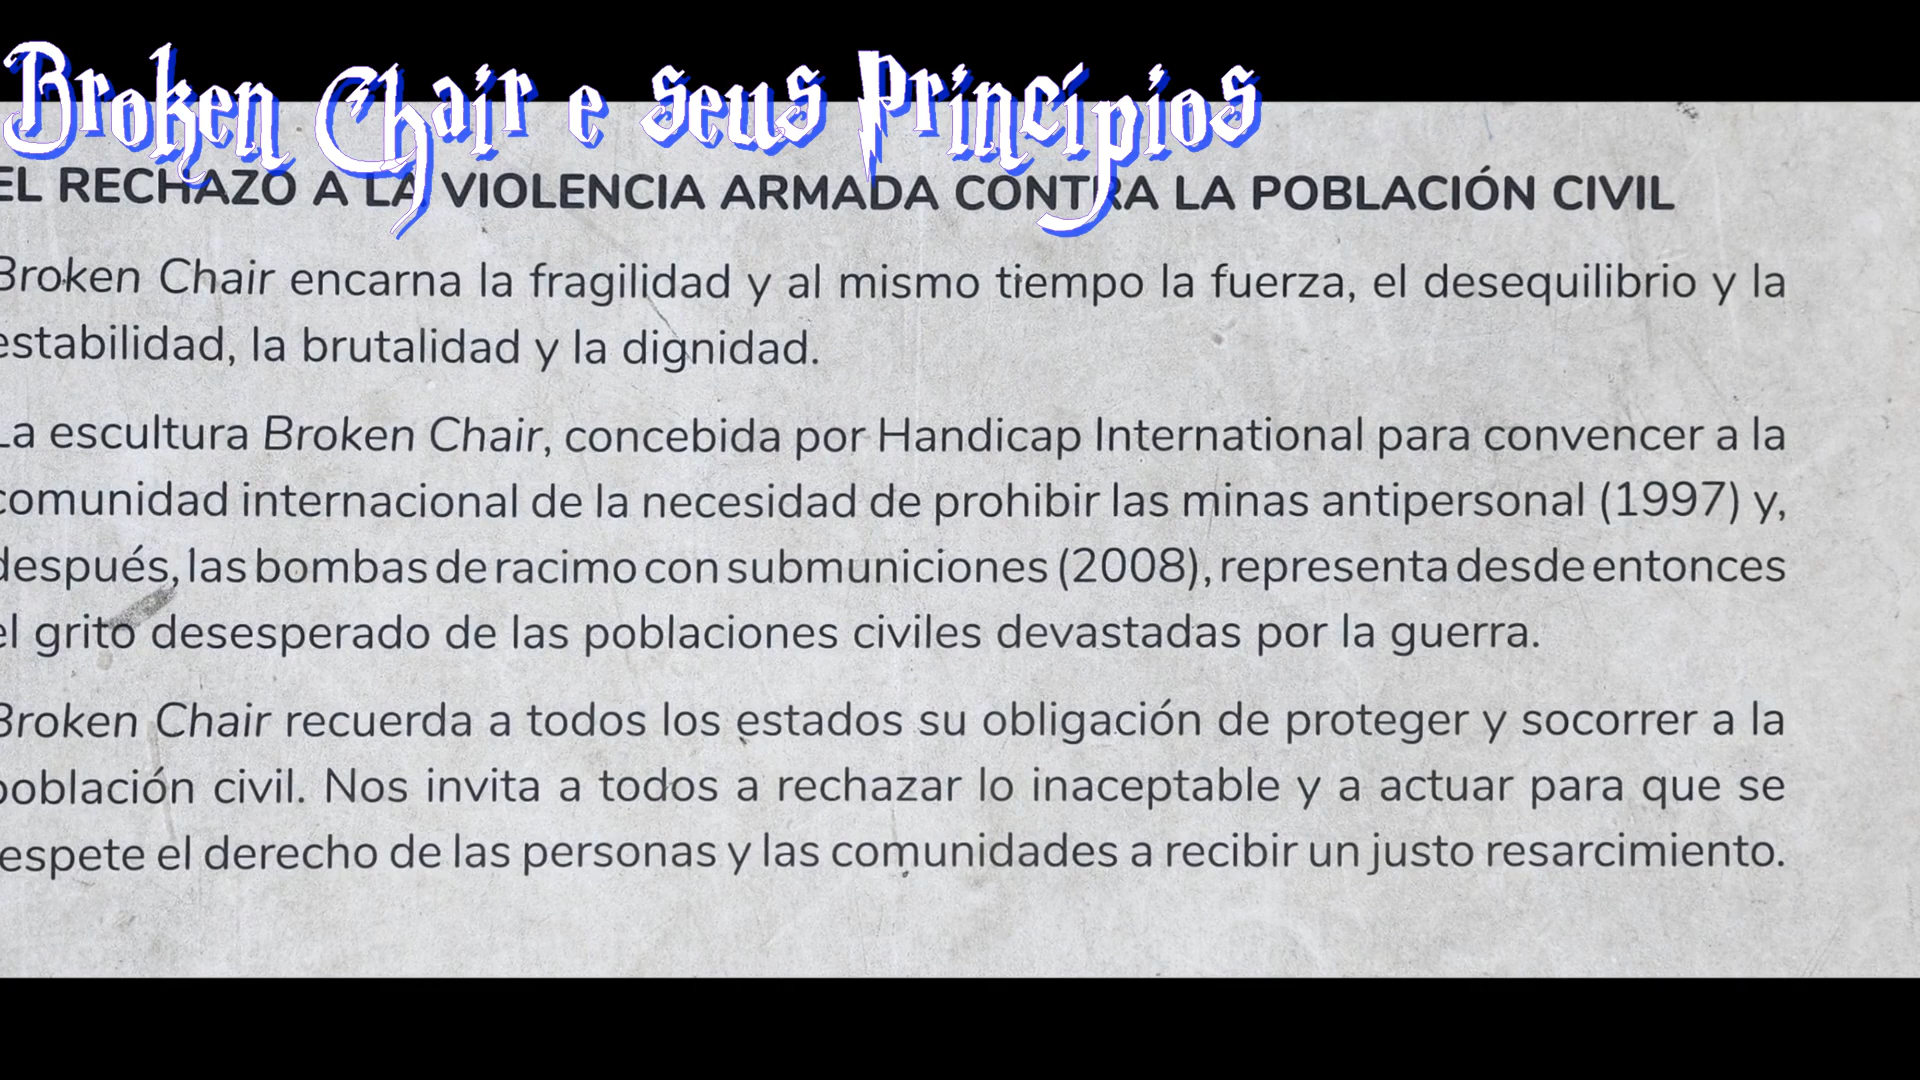 Broken Chair e seus Princípios
EL RECHAZO A LA VIOLENCIA ARMADA CONTRA LA POBLACIÓN CIVIL
Broken Chair encarna la fragilidad y al mismo tiempo la fuerza, el desequilibrio y la
estabilidad, la brutalidad y la dignidad.
La escultura Broken Chair, concebida por Handicap International para convencer a la
comunidad internacional de la necesidad de prohibir las minas antipersonal (1997) y,
después, las bombas de racimo con submuniciones (2008), representa desde entonces
el grito desesperado de las poblaciones civiles devastadas por la guerra.
Broken Chair recuerda a todos los estados su obligación de proteger y socorrer a la
población civil. Nos invita a todos a rechazar lo inaceptable y a actuar para que se
respete el derecho de las personas y las comunidades a recibir un justo resarcimiento.